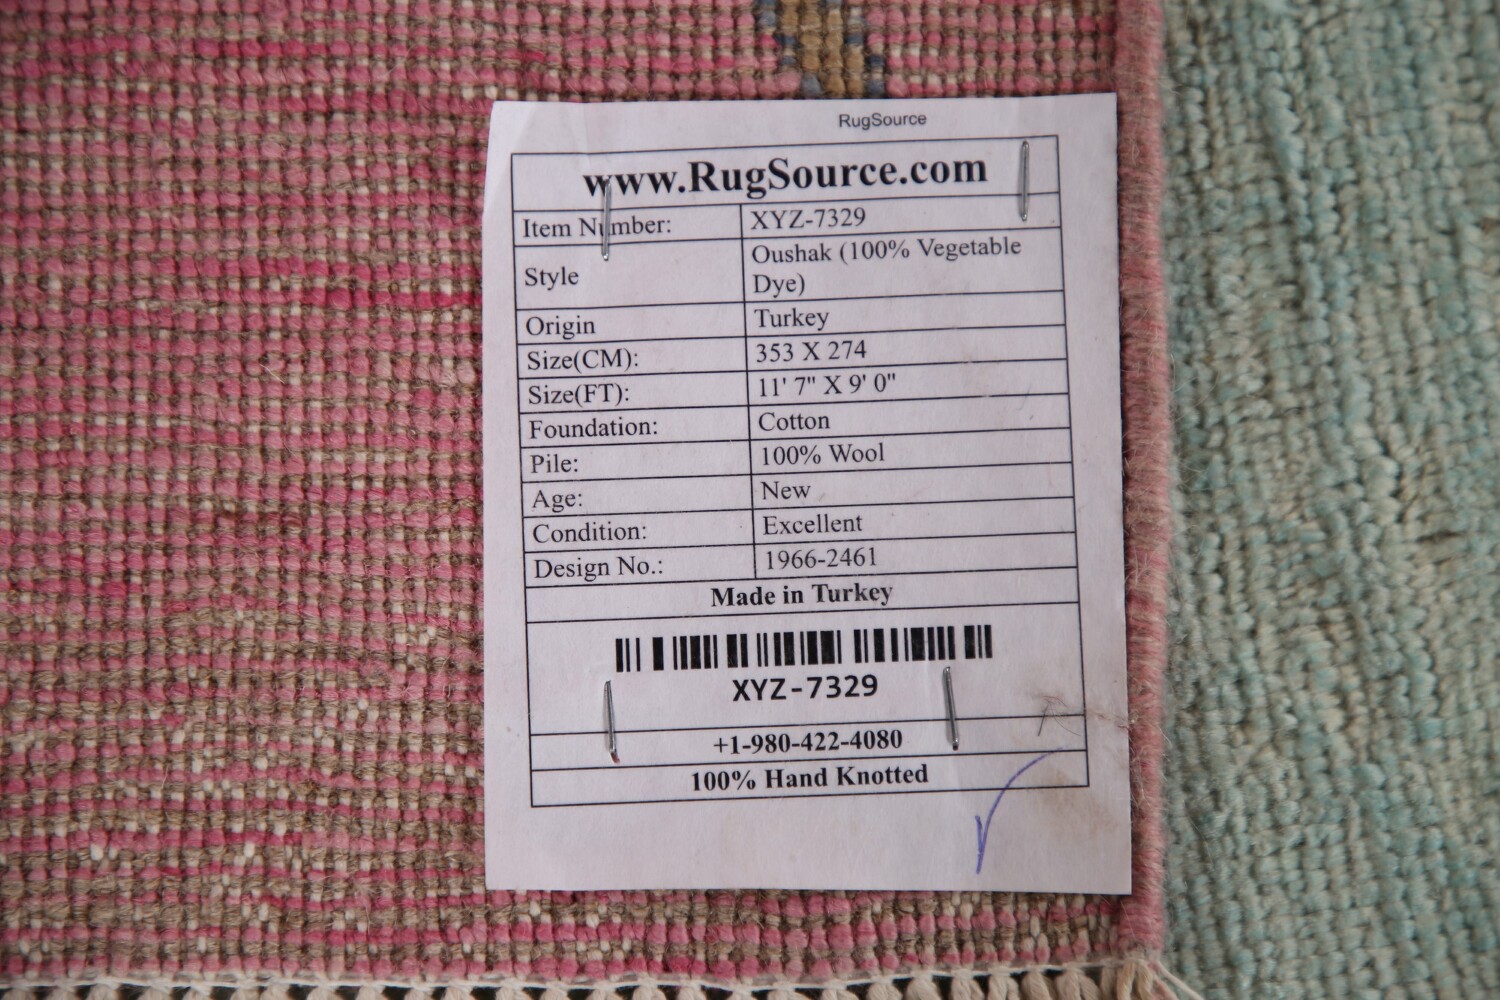 RugSource
www.RugSource.com
Item Number: XYZ-7329
Style Oushak (100% Vegetable
Dye)
Origin Turkey
Size(CM): 353 X 274
Size(FT): 11' 7" X 9' 0"
Foundation: Cotton
Pile: 100% Wool
Age: New
Condition: Excellent
Design No.: 1966-2461
Made in Turkey
XYZ-7329
+1-980-422-4080
100% Hand Knotted